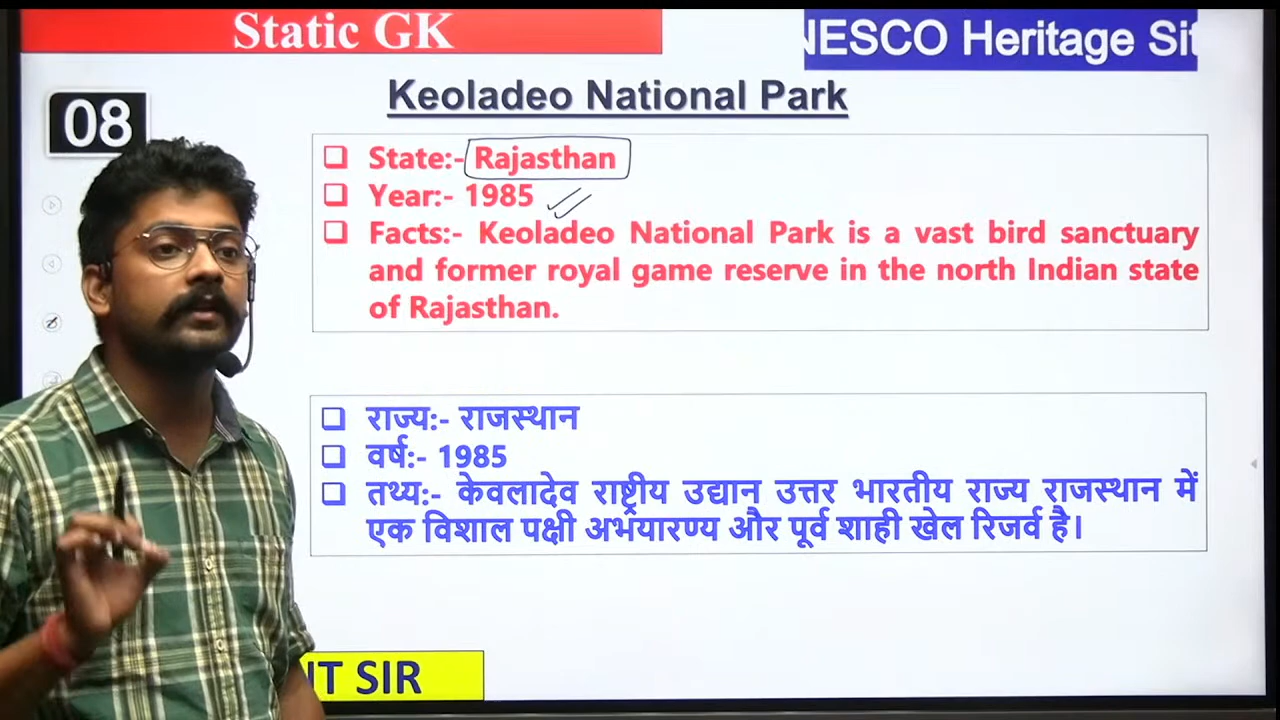 Static GK
NESCO Heritage Sit
Keoladeo National Park
08
State:- Rajasthan
Year:- 1985
Facts:- Keoladeo National Park is a vast bird sanctuary
and former royal game reserve in the north Indian state
of Rajasthan.
राज्य:- राजस्थान
वर्ष:- 1985
तथ्य:- केवलादेव राष्ट्रीय उद्यान उत्तर भारतीय राज्य राजस्थान में
एक विशाल पक्षी अभयारण्य और पूर्व शाही खेल रिजर्व है।
IT SIR